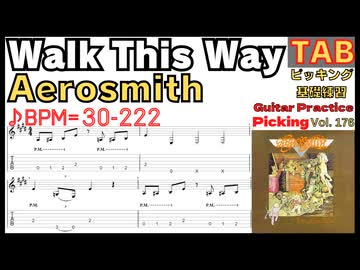 Walk This Way TAB
Aerosmith
ピッキング
基礎練習
♪BPM=30-222
Guitar Practice
Picking Vol. 176
P.M.
P.M.
P.M.
P.M.
AEROSMITH